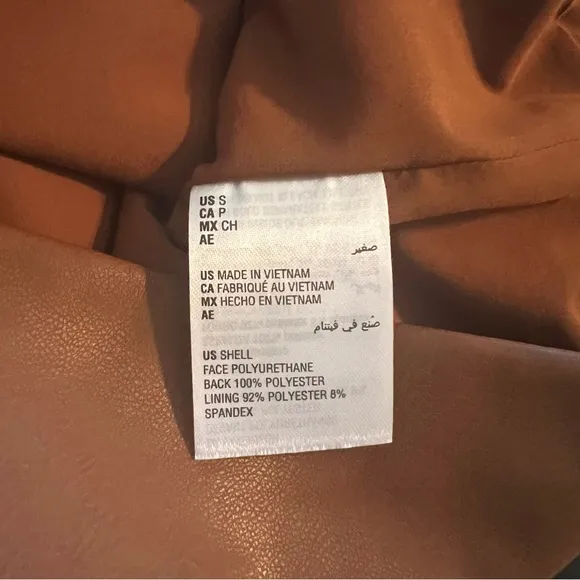 US S
CA P
MX CH
AE
صغير
US MADE IN VIETNAM
CA FABRIQUÉ AU VIETNAM
MX HECHO EN VIETNAM
AE
صُنع في فيتنام
US SHELL
FACE POLYURETHANE
BACK 100% POLYESTER
LINING 92% POLYESTER 8%
SPANDEX